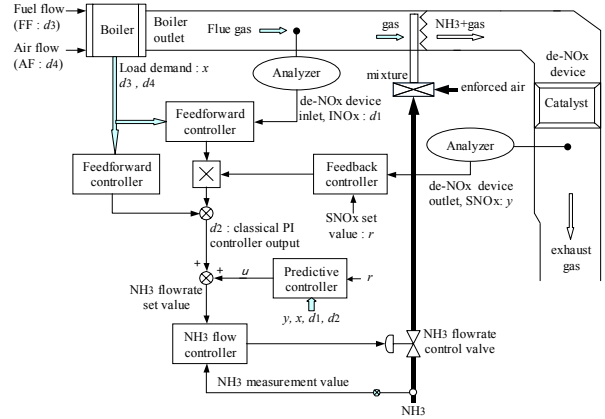 Fuel flow
(FF : d3)
Air flow
(AF : d4)
Boiler
Boiler
outlet
Flue gas
gas
NH3+gas
Load demand : x
d3 , d4
Analyzer
mixture
enforced air
de-NOx
device
Catalyst
Feedforward
controller
de-NOx device
inlet, INOx : d1
Analyzer
Feedforward
controller
Feedback
controller
de-NOx device
outlet, SNOx: y
SNOx set
value : r
d2 : classical PI
controller output
exhaust
gas
+
+
u
Predictive
controller
r
NH3 flowrate
set value
y, x, d1, d2
NH3 flow
controller
NH3 flowrate
control valve
NH3 measurement value
NH3